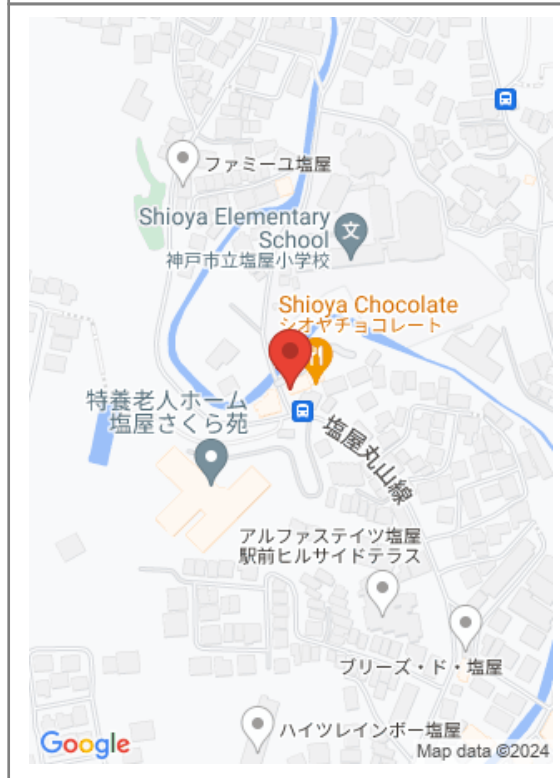 ファミーユ塩屋
Shioya Elementary
School
神戸市立塩屋小学校
文
Shioya Chocolate
シオヤチョコレート
特養老人ホーム
塩屋さくら苑
塩屋丸山線
アルファステイツ塩屋
駅前ヒルサイドテラス
ブリーズ・ド・塩屋
ハイツレインボー塩屋
Google
Map data ©2024